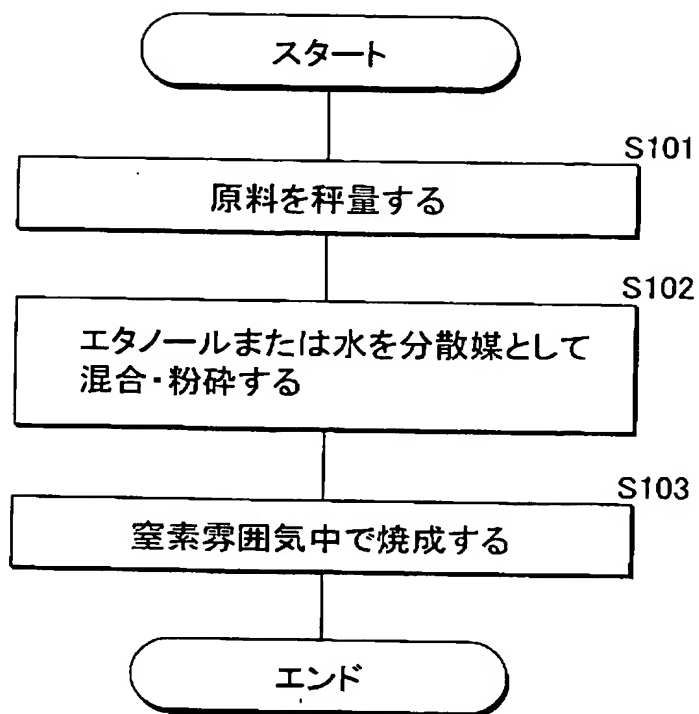 スタート
S101
原料を秤量する
S102
エタノールまたは水を分散媒として
混合・粉砕する
S103
窒素雰囲気中で焼成する
エンド